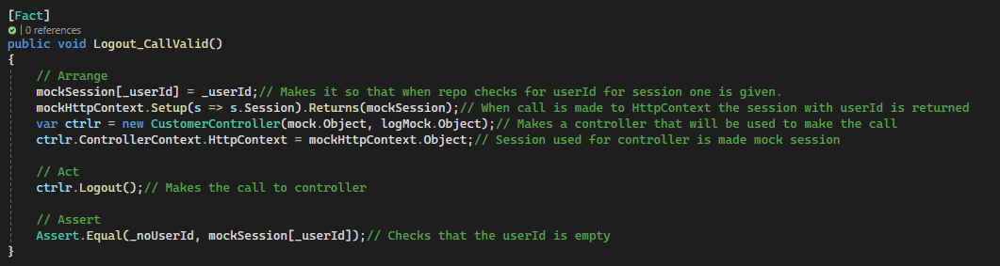 [Fact]
| 0 references
public void Logout_CallValid()
{
// Arrange
mockSession[_userId] = _userId;// Makes it so that when repo checks for userId for session one is given.
mockHttpContext.Setup(s => s.Session).Returns(mockSession);// When call is made to HttpContext the session with userId is returned
var ctrlr = new CustomerController(mock.Object, logMock.Object);// Makes a controller that will be used to make the call
ctrlr.ControllerContext.HttpContext = mockHttpContext.Object;// Session used for controller is made mock session
// Act
ctrlr.Logout();// Makes the call to controller
// Assert
Assert.Equal(_noUserId, mockSession[_userId]);// Checks that the userId is empty
}